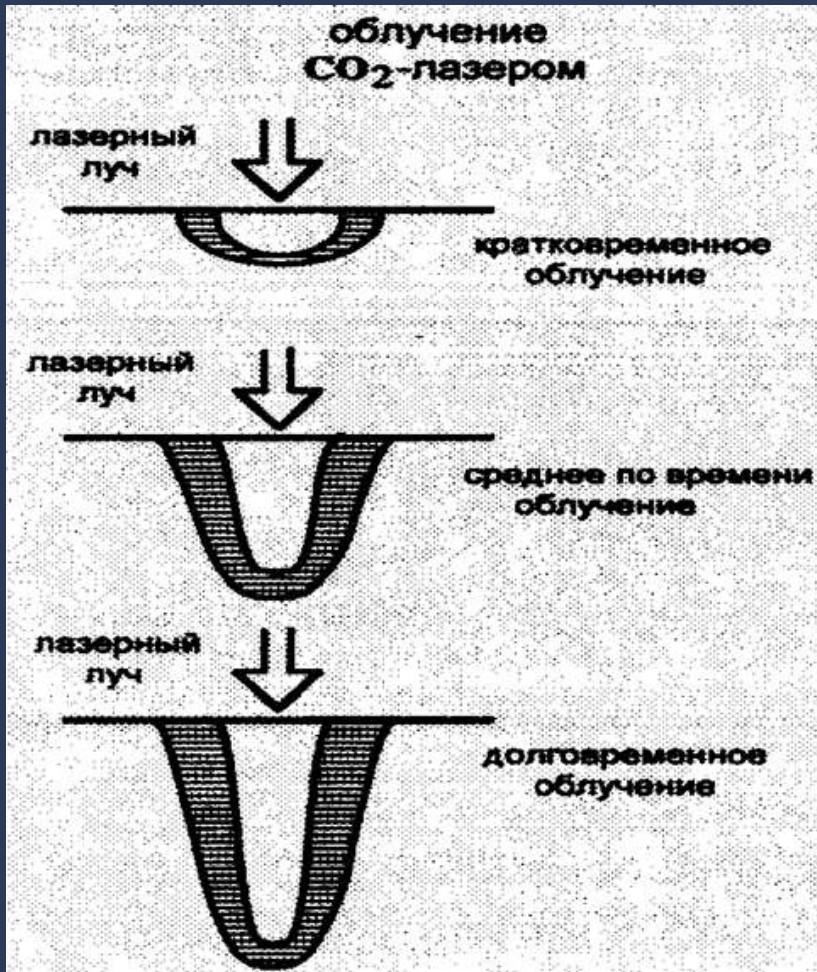 облучение
CO₂-лазером
лазерный
луч
кратковременное
облучение
лазерный
луч
среднее по времени
облучение
лазерный
луч
долговременное
облучение